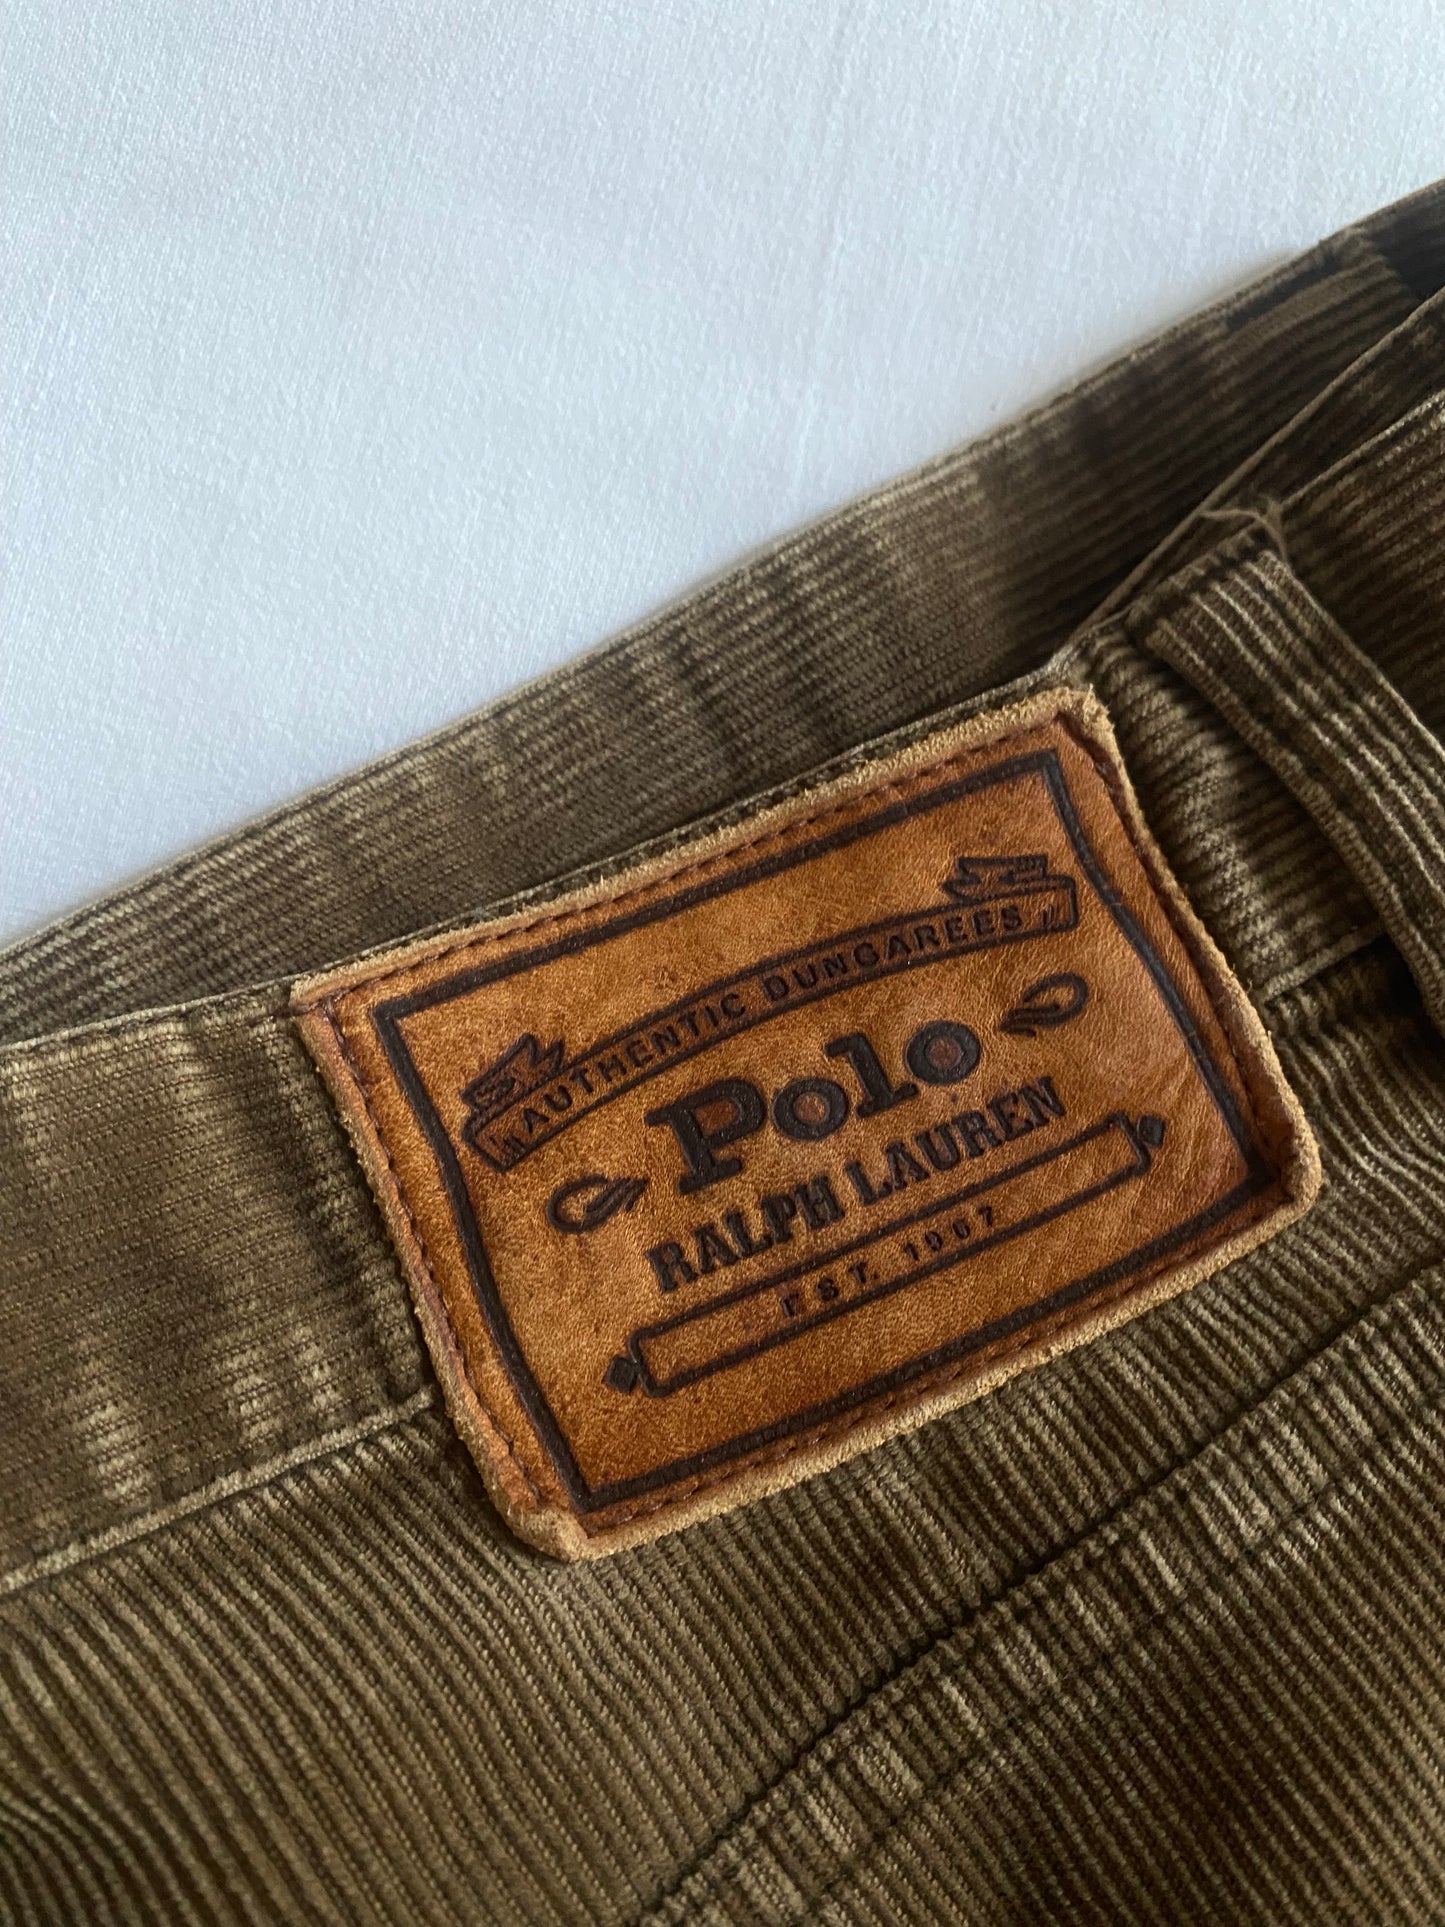 AUTHENTIC DUNGAREES
Polo
RALPH LAUREN
EST. 1967